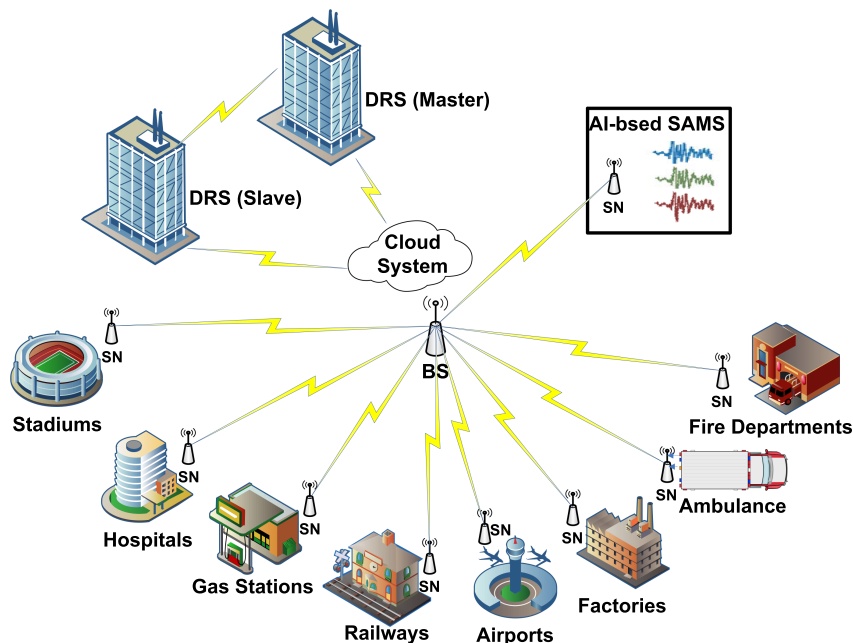 DRS (Master)
AI-bsed SAMS
SN
DRS (Slave)
Cloud
System
SN
BS
SN
Stadiums
SN
Fire Departments
SN
SN
Ambulance
Hospitals
SN
SN
SN
Gas Stations
SN
Factories
Railways
Airports